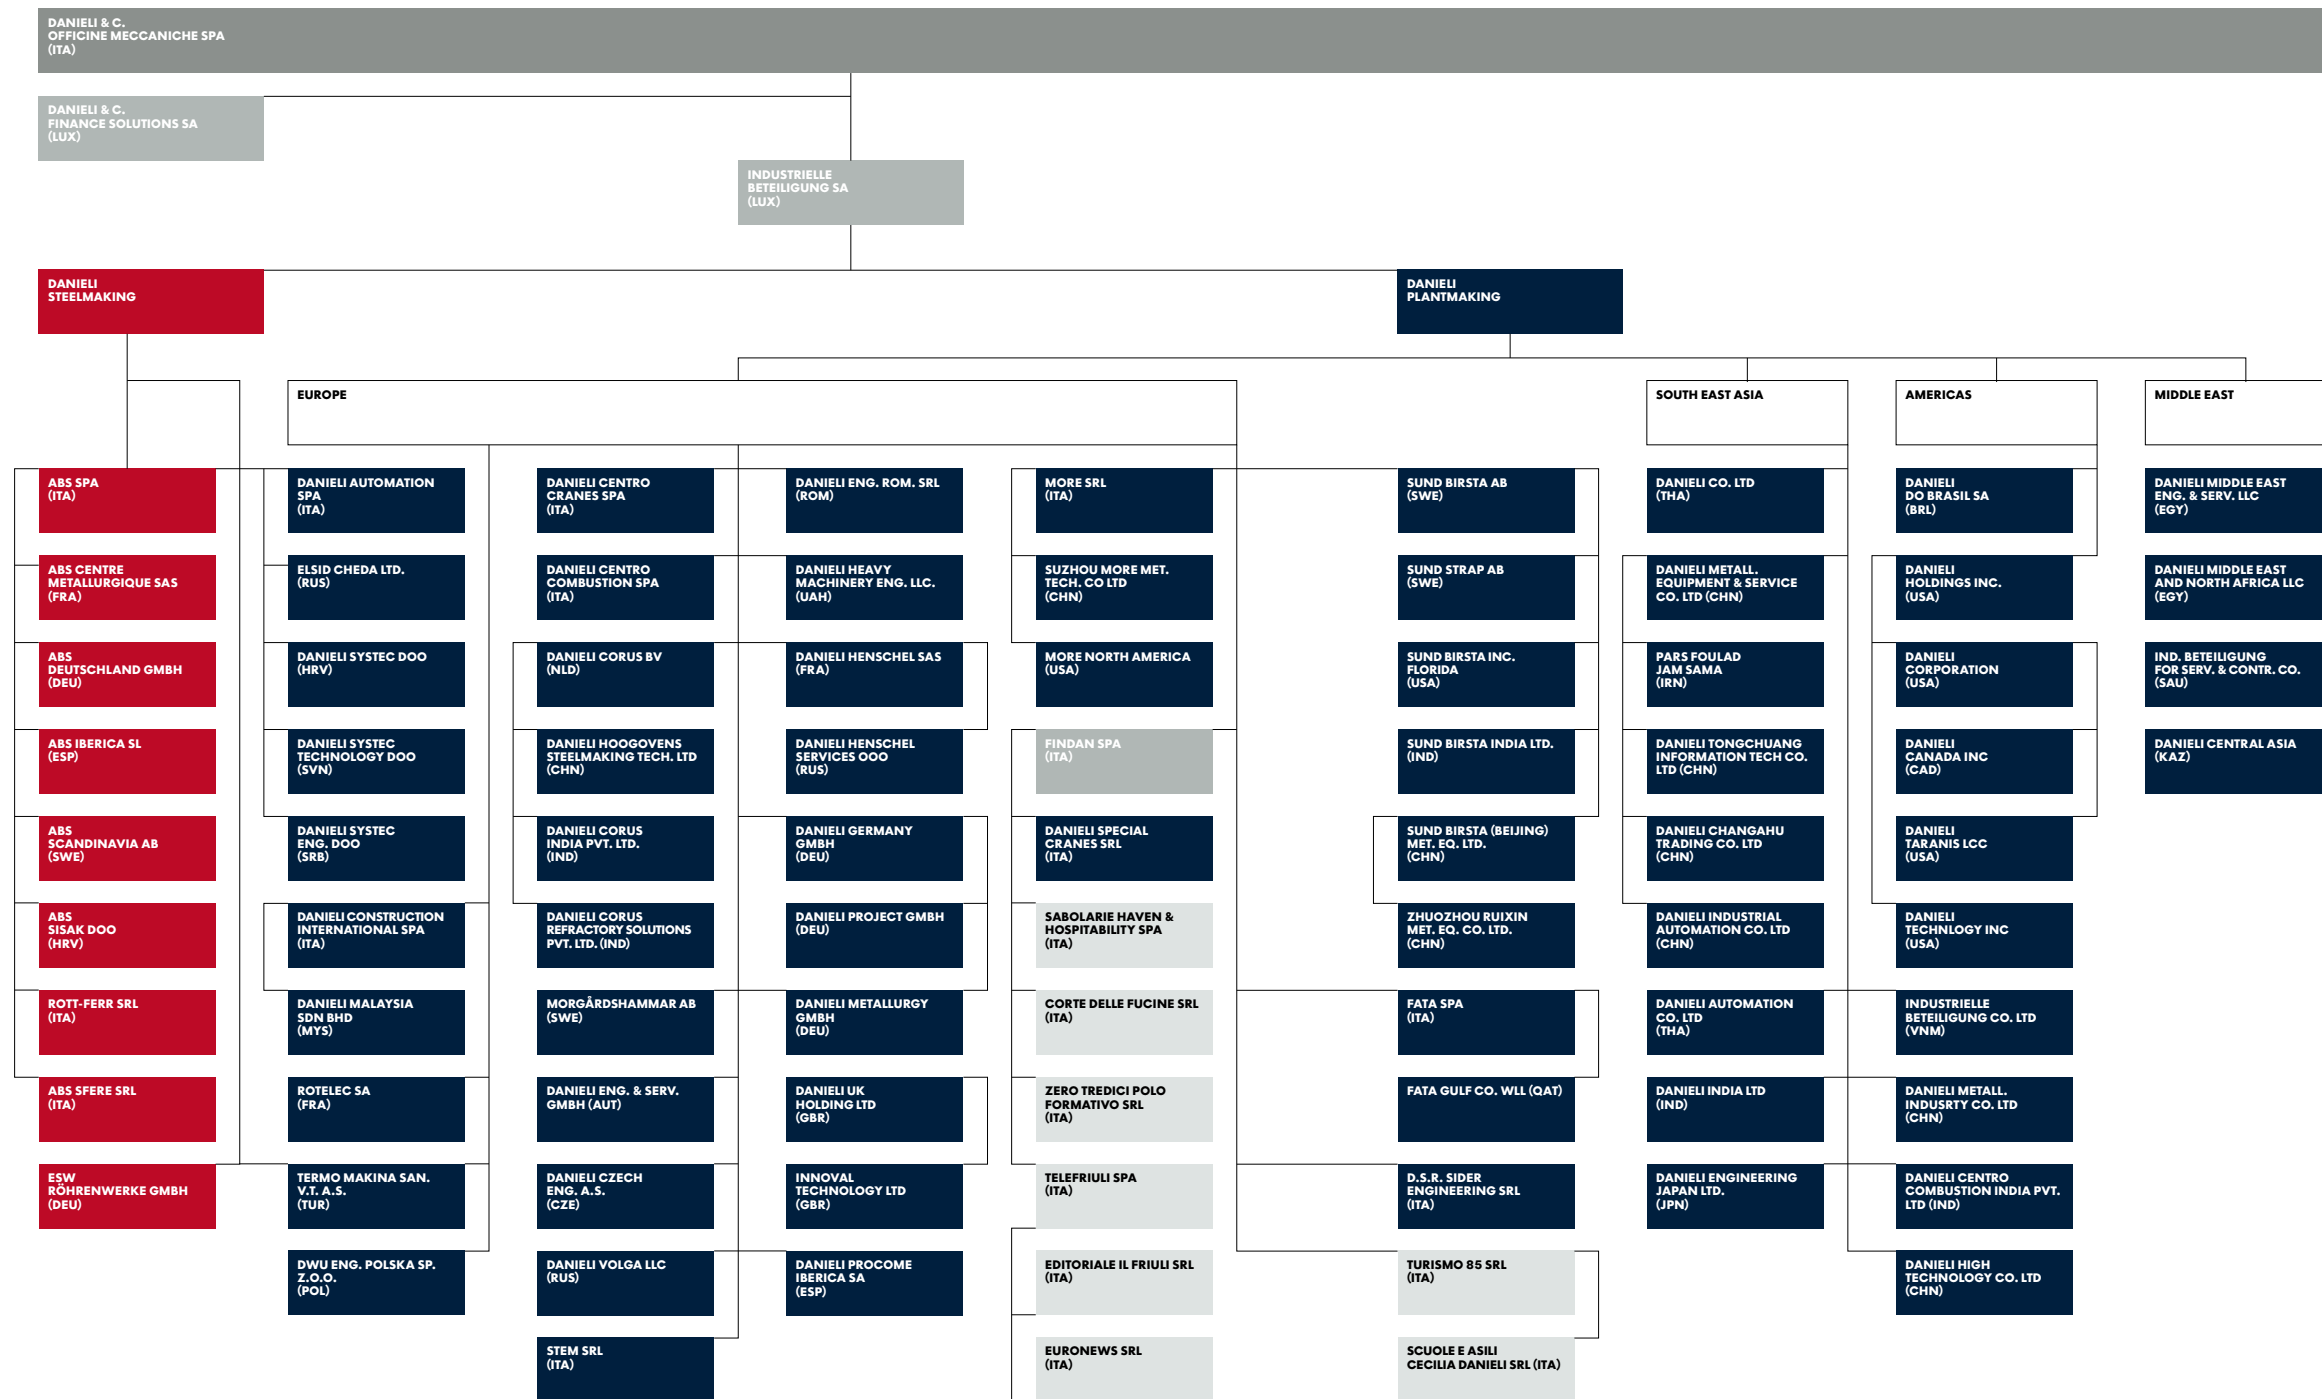 DANIELI & C.
OFFICINE MECCANICHE SPA
(ITA)
DANIELI & C.
FINANCE SOLUTIONS SA
(LUX)
INDUSTRIELLE
BETEILIGUNG SA
(LUX)
DANIELI
STEELMAKING
DANIELI
PLANTMAKING
EUROPE
SOUTH EAST ASIA
AMERICAS
MIDDLE EAST
ABS SPA
(ITA)
ABS CENTRE
METALLURGIQUE SAS
(FRA)
ABS
DEUTSCHLAND GMBH
(DEU)
ABS IBERICA SL
(ESP)
ABS
SCANDINAVIA AB
(SWE)
ABS
SISAK DOO
(HRV)
ROTT-FERR SRL
(ITA)
ABS SFERE SRL
(ITA)
ESW
RÖHRENWERKE GMBH
(DEU)
DANIELI AUTOMATION
SPA
(ITA)
ELSID CHEDA LTD.
(RUS)
DANIELI SYSTEC DOO
(HRV)
DANIELI SYSTEC
TECHNOLOGY DOO
(SVN)
DANIELI SYSTEC
ENG. DOO
(SRB)
DANIELI CONSTRUCTION
INTERNATIONAL SPA
(ITA)
DANIELI MALAYSIA
SDN BHD
(MYS)
ROTELEC SA
(FRA)
TERMO MAKINA SAN.
V.T. A.S.
(TUR)
DWU ENG. POLSKA SP.
Z.O.O.
(POL)
DANIELI CENTRO
CRANES SPA
(ITA)
DANIELI CENTRO
COMBUSTION SPA
(ITA)
DANIELI CORUS BV
(NLD)
DANIELI HOOGOVENS
STEELMAKING TECH. LTD
(CHN)
DANIELI CORUS
INDIA PVT. LTD.
(IND)
DANIELI CORUS
REFRACTORY SOLUTIONS
PVT. LTD. (IND)
MORGÅRDSHAMMAR AB
(SWE)
DANIELI ENG. & SERV.
GMBH (AUT)
DANIELI CZECH
ENG. A.S.
(CZE)
DANIELI VOLGA LLC
(RUS)
STEM SRL
(ITA)
DANIELI ENG. ROM. SRL
(ROM)
DANIELI HEAVY
MACHINERY ENG. LLC.
(UAH)
DANIELI HENSCHEL SAS
(FRA)
DANIELI HENSCHEL
SERVICES OOO
(RUS)
DANIELI GERMANY
GMBH
(DEU)
DANIELI PROJECT GMBH
(DEU)
DANIELI METALLURGY
GMBH
(DEU)
DANIELI UK
HOLDING LTD
(GBR)
INNOVAL
TECHNOLOGY LTD
(GBR)
DANIELI PROCOME
IBERICA SA
(ESP)
MORE SRL
(ITA)
SUZHOU MORE MET.
TECH. CO LTD
(CHN)
MORE NORTH AMERICA
(USA)
FINDAN SPA
(ITA)
DANIELI SPECIAL
CRANES SRL
(ITA)
SABOLARIE HAVEN &
HOSPITABILITY SPA
(ITA)
CORTE DELLE FUCINE SRL
(ITA)
ZERO TREDICI POLO
FORMATIVO SRL
(ITA)
TELEFRIULI SPA
(ITA)
EDITORIALE IL FRIULI SRL
(ITA)
EURONEWS SRL
(ITA)
SUND BIRSTA AB
(SWE)
SUND STRAP AB
(SWE)
SUND BIRSTA INC.
FLORIDA
(USA)
SUND BIRSTA INDIA LTD.
(IND)
SUND BIRSTA (BEIJING)
MET. EQ. LTD.
(CHN)
ZHUOZHOU RUIXIN
MET. EQ. CO. LTD.
(CHN)
FATA SPA
(ITA)
FATA GULF CO. WLL (QAT)
D.S.R. SIDER
ENGINEERING SRL
(ITA)
TURISMO 85 SRL
(ITA)
SCUOLE E ASILI
CECILIA DANIELI SRL (ITA)
DANIELI CO. LTD
(THA)
DANIELI METALL.
EQUIPMENT & SERVICE
CO. LTD (CHN)
PARS FOULAD
JAM SAMA
(IRN)
DANIELI TONGCHUANG
INFORMATION TECH CO.
LTD (CHN)
DANIELI CHANGAHU
TRADING CO. LTD
(CHN)
DANIELI INDUSTRIAL
AUTOMATION CO. LTD
(CHN)
DANIELI AUTOMATION
CO. LTD
(THA)
DANIELI INDIA LTD
(IND)
DANIELI ENGINEERING
JAPAN LTD.
(JPN)
DANIELI
DO BRASIL SA
(BRL)
DANIELI
HOLDINGS INC.
(USA)
DANIELI
CORPORATION
(USA)
DANIELI
CANADA INC
(CAD)
DANIELI
TARANIS LCC
(USA)
DANIELI
TECHNLOGY INC
(USA)
INDUSTRIELLE
BETEILIGUNG CO. LTD
(VNM)
DANIELI METALL.
INDUSRTY CO. LTD
(CHN)
DANIELI CENTRO
COMBUSTION INDIA PVT.
LTD (IND)
DANIELI HIGH
TECHNOLOGY CO. LTD
(CHN)
DANIELI MIDDLE EAST
ENG. & SERV. LLC
(EGY)
DANIELI MIDDLE EAST
AND NORTH AFRICA LLC
(EGY)
IND. BETEILIGUNG
FOR SERV. & CONTR. CO.
(SAU)
DANIELI CENTRAL ASIA
(KAZ)